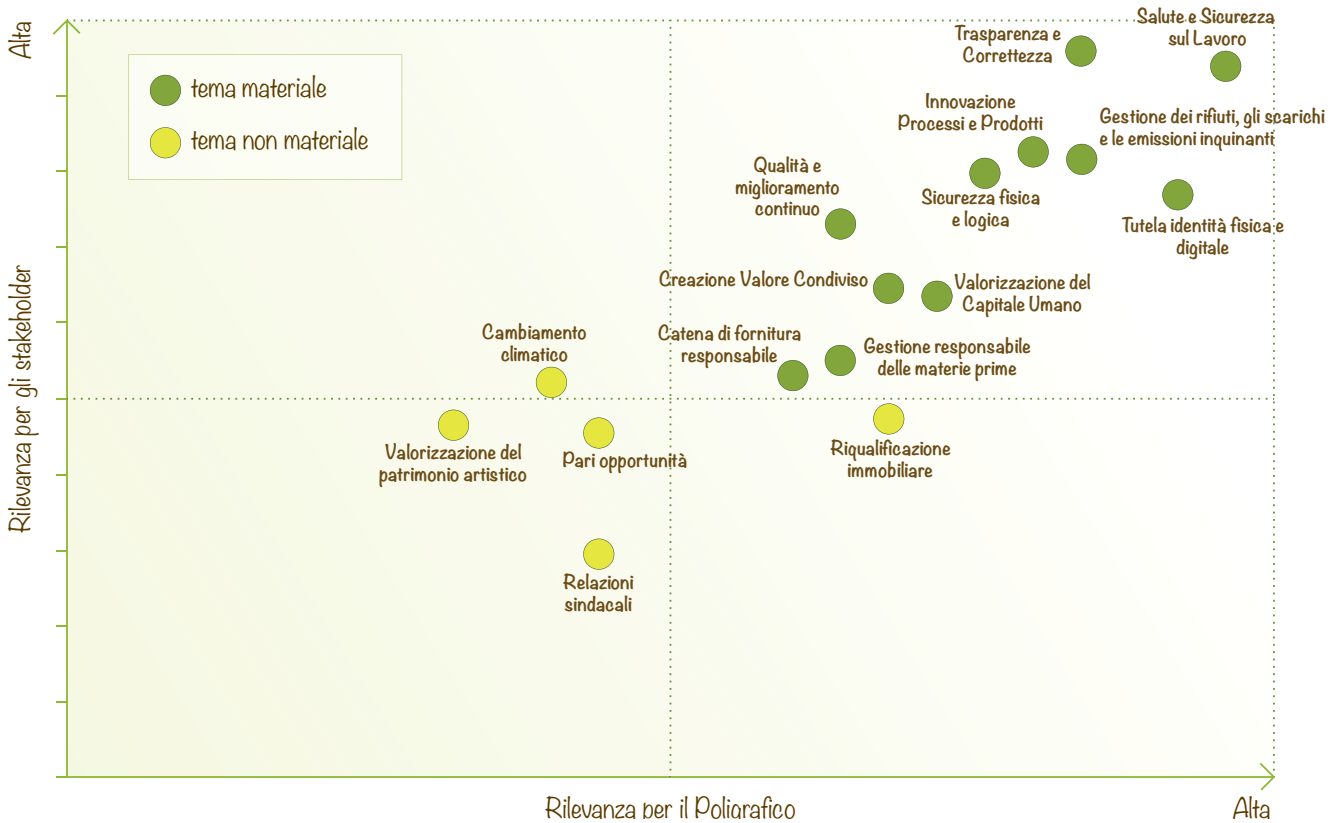 Alta
Salute e Sicurezza
sul Lavoro
Trasparenza e
Correttezza
tema materiale
tema non materiale
Innovazione
Processi e Prodotti
Gestione dei rifiuti, gli scarichi
e le emissioni inquinanti
Qualità e
miglioramento
continuo
Sicurezza fisica
e logica
Tutela identità fisica e
digitale
Creazione Valore Condiviso
Valorizzazione del
Capitale Umano
Rilevanza per gli stakeholder
Cambiamento
climatico
Catena di fornitura
responsabile
Gestione responsabile
delle materie prime
Valorizzazione del
patrimonio artistico
Pari opportunità
Riqualificazione
immobiliare
Relazioni
sindacali
Rilevanza per il Poligrafico
Alta